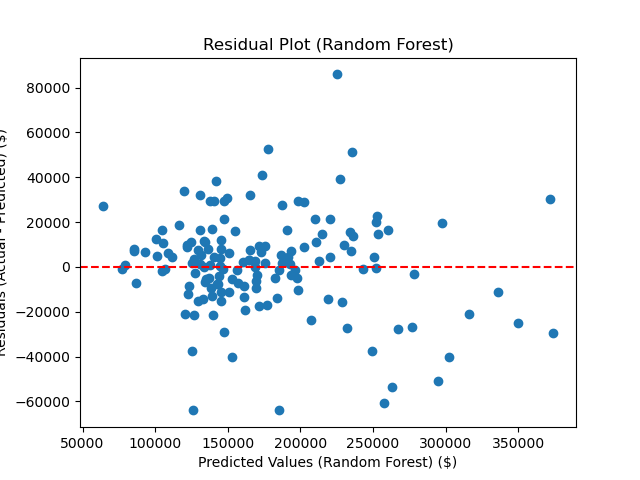 Residual Plot (Random Forest)
80000
60000
40000
20000
0
−20000
−40000
−60000
Residuals (Actual - Predicted) ($)
50000 100000 150000 200000 250000 300000 350000
Predicted Values (Random Forest) ($)